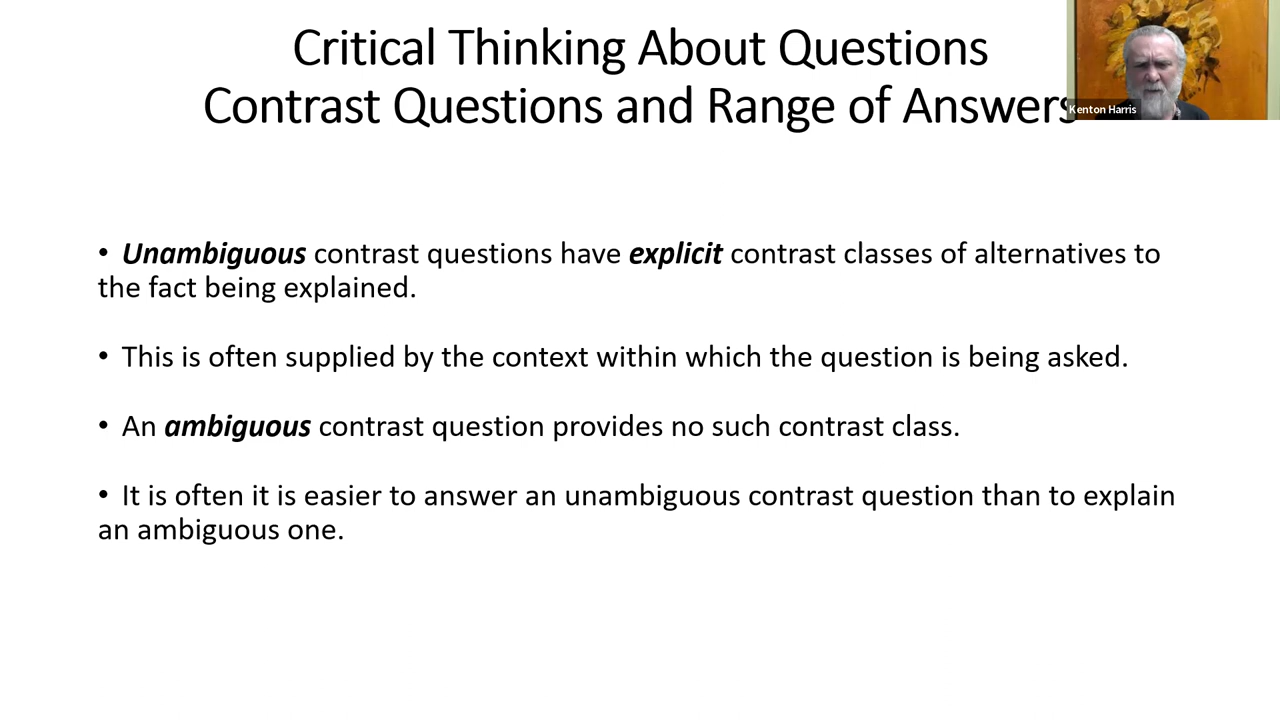 Critical Thinking About Questions
Contrast Questions and Range of Answers
Kenton Harris
• Unambiguous contrast questions have explicit contrast classes of alternatives to
the fact being explained.
• This is often supplied by the context within which the question is being asked.
• An ambiguous contrast question provides no such contrast class.
• It is often it is easier to answer an unambiguous contrast question than to explain
an ambiguous one.